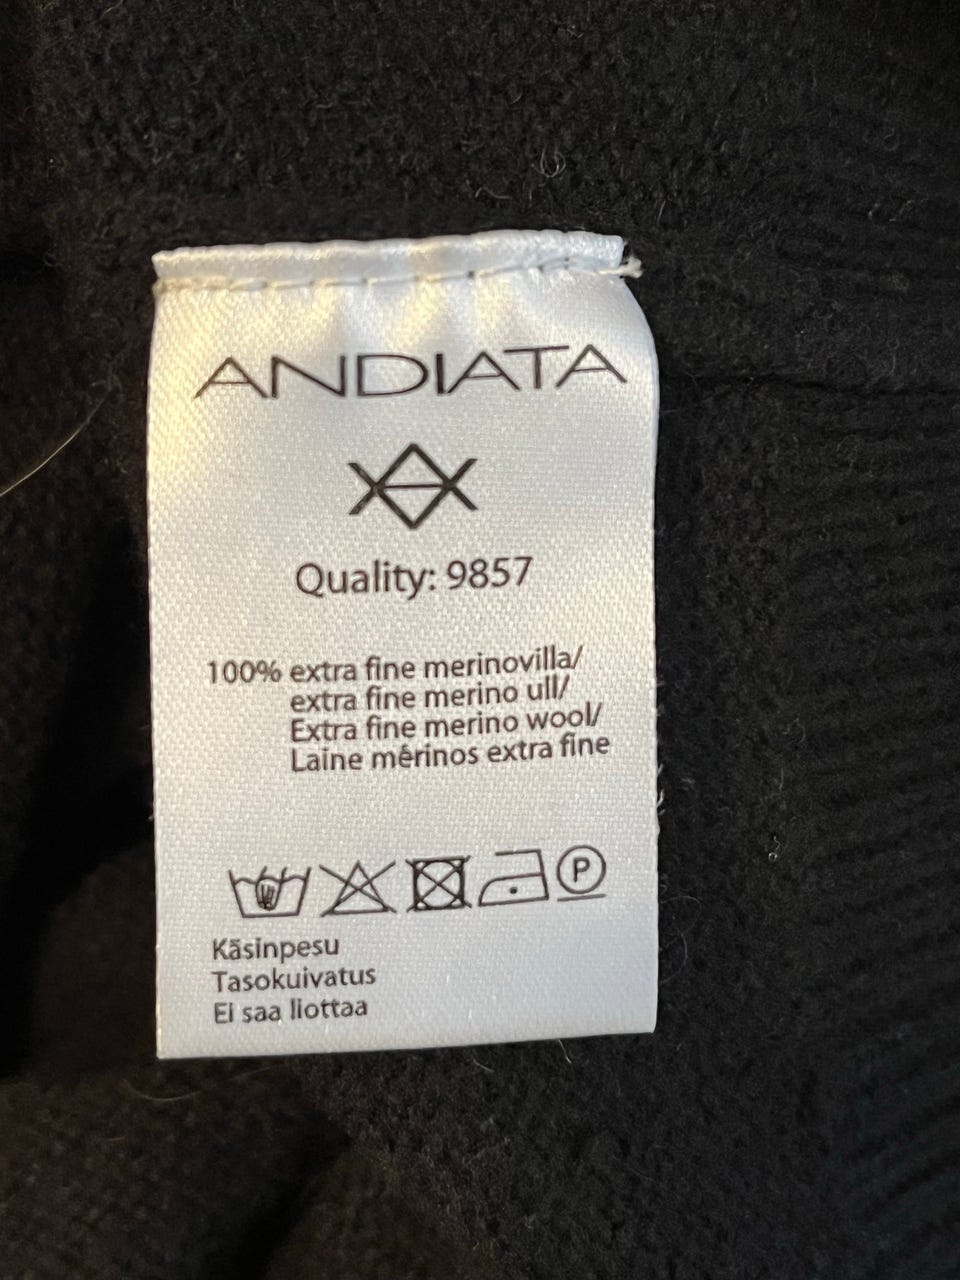 ANDIATA
Quality: 9857
100% extra fine merinovilla/
extra fine merino ull/
Extra fine merino wool/
Laine mêrinos extra fine
P
Käsinpesu
Tasokuivatus
Ei saa liottaa